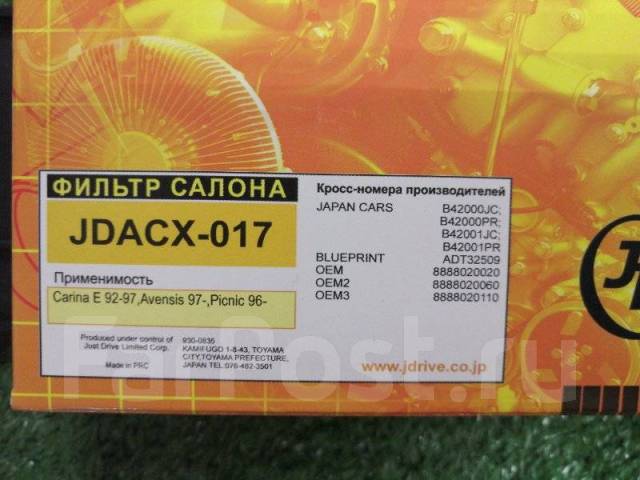 ФИЛЬТР САЛОНА
JDACX-017
Применимость
Carina E 92-97,Avensis 97-,Picnic 96-
Produced under control of
Just Drive Limited Corp.
Made in PRC
930-0835
KAMIFUGO 1-8-43, TOYAMA
CITY,TOYAMA PREFECTURE,
JAPAN TEL:076-482-3501
Кросс-номера производителей
JAPAN CARS B42000JC;
B42000PR;
B42001JC;
B42001PR
BLUEPRINT ADT32509
OEM 8888020020
OEM2 8888020060
OEM3 8888020110
www.jdrive.co.jp
FarPost.ru